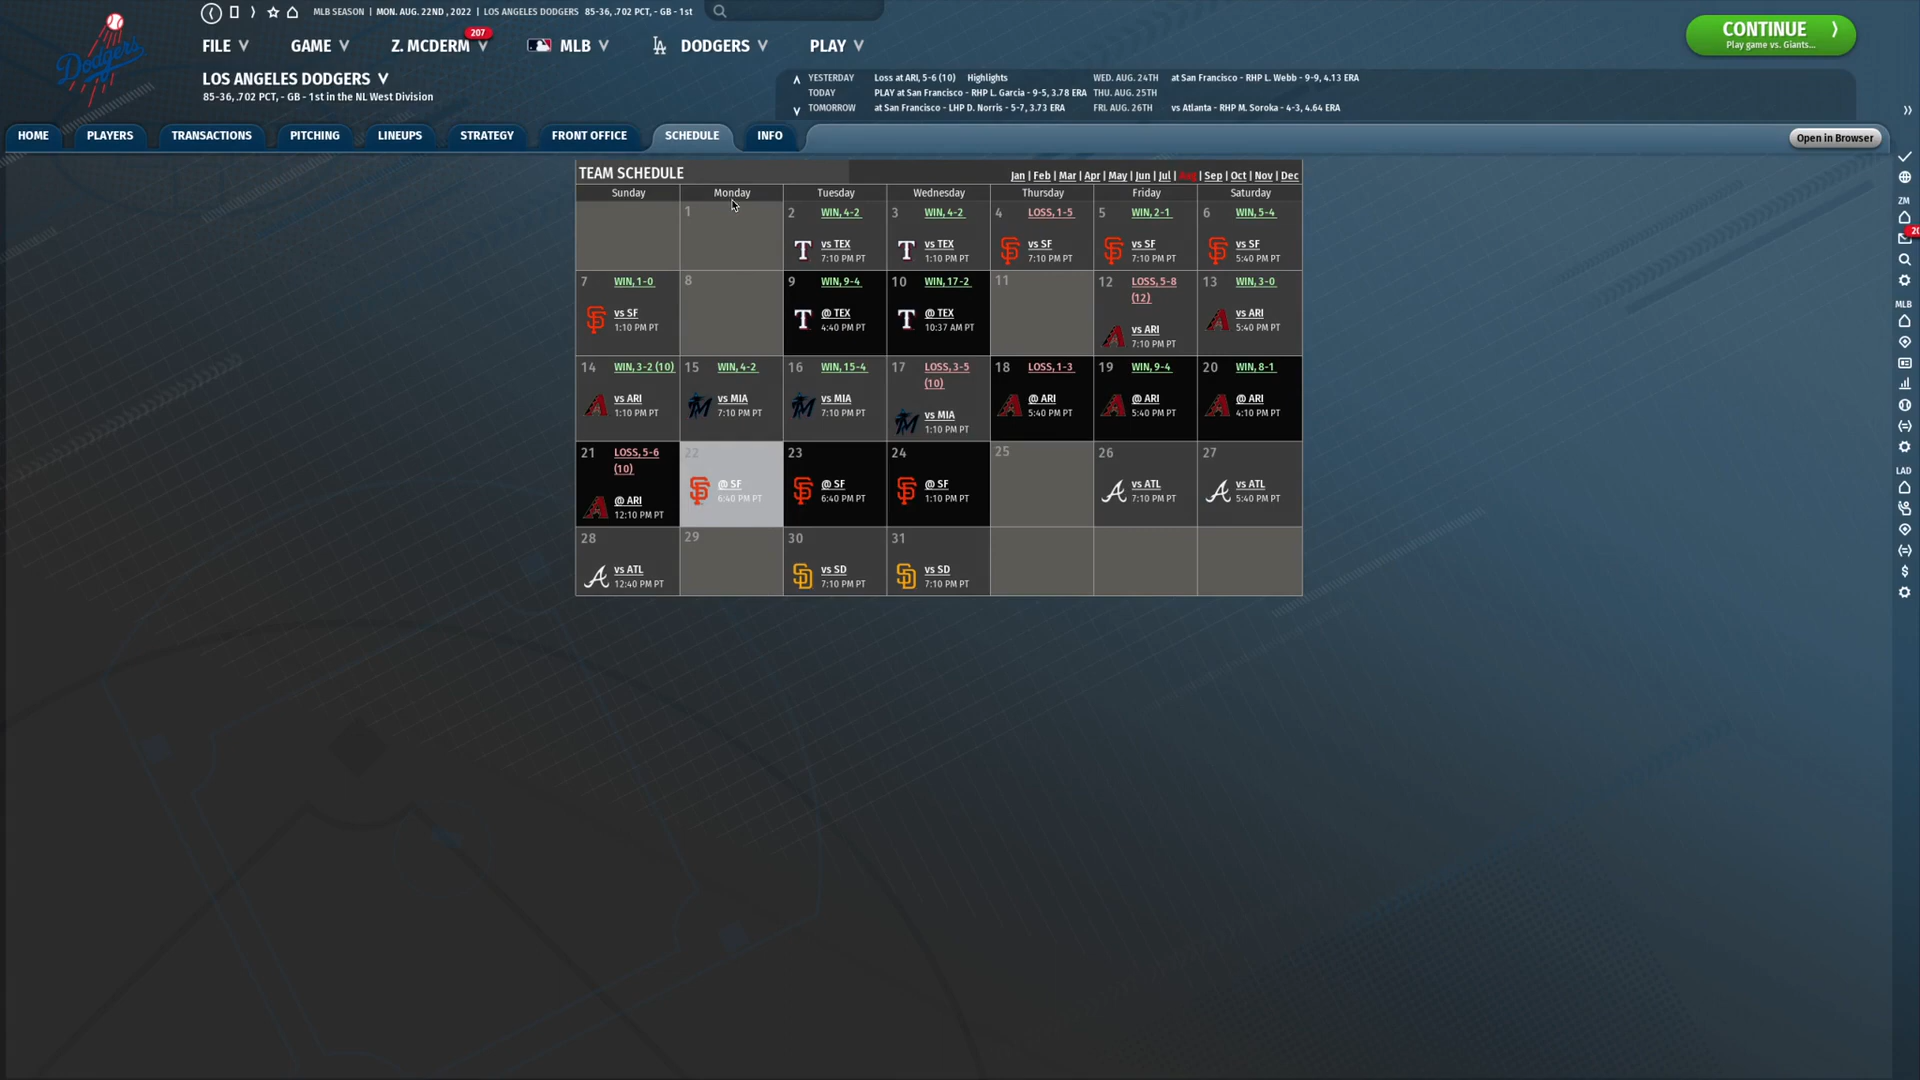 MLB SEASON | MON. AUG. 22ND , 2022 | LOS ANGELES DODGERS 85-36, .702 PCT, - GB - 1st
FILE GAME Z. MCDERM 207 MLB DODGERS PLAY
CONTINUE
Play game vs. Giants...
LOS ANGELES DODGERS
85-36, .702 PCT, - GB - 1st in the NL West Division
YESTERDAY Loss at ARI, 5-6 (10) Highlights WED. AUG. 24TH at San Francisco - RHP L. Webb - 9-9, 4.13 ERA
TODAY PLAY at San Francisco - RHP L. Garcia - 9-5, 3.78 ERA THU. AUG. 25TH
TOMORROW at San Francisco - LHP D. Norris - 5-7, 3.73 ERA FRI. AUG. 26TH vs Atlanta - RHP M. Soroka - 4-3, 4.64 ERA
HOME PLAYERS TRANSACTIONS PITCHING LINEUPS STRATEGY FRONT OFFICE SCHEDULE INFO Open in Browser
TEAM SCHEDULE Jan | Feb | Mar | Apr | May | Jun | Jul | Aug | Sep | Oct | Nov | Dec
Sunday Monday Tuesday Wednesday Thursday Friday Saturday
1 2 WIN, 4-2 3 WIN, 4-2 4 LOSS, 1-5 5 WIN, 2-1 6 WIN, 5-4
vs TEX vs TEX vs SF vs SF vs SF
7:10 PM PT 1:10 PM PT 7:10 PM PT 7:10 PM PT 5:40 PM PT
7 WIN, 1-0 8 9 WIN, 9-4 10 WIN, 17-2 11 12 LOSS, 5-8 (12) 13 WIN, 3-0
vs SF @ TEX @ TEX vs ARI vs ARI
1:10 PM PT 4:40 PM PT 10:37 AM PT 7:10 PM PT 5:40 PM PT
14 WIN, 3-2 (10) 15 WIN, 4-2 16 WIN, 15-4 17 LOSS, 3-5 (10) 18 LOSS, 1-3 19 WIN, 9-4 20 WIN, 8-1
vs ARI vs MIA vs MIA vs MIA @ ARI @ ARI @ ARI
1:10 PM PT 7:10 PM PT 7:10 PM PT 1:10 PM PT 5:40 PM PT 5:40 PM PT 4:10 PM PT
21 LOSS, 5-6 (10) 22 23 24 25 26 27
@ ARI @ SF @ SF @ SF vs ATL vs ATL
12:10 PM PT 6:40 PM PT 6:40 PM PT 1:10 PM PT 7:10 PM PT 5:40 PM PT
28 29 30 31
vs ATL vs SD vs SD
12:40 PM PT 7:10 PM PT 7:10 PM PT
ZM
MLB
LAD